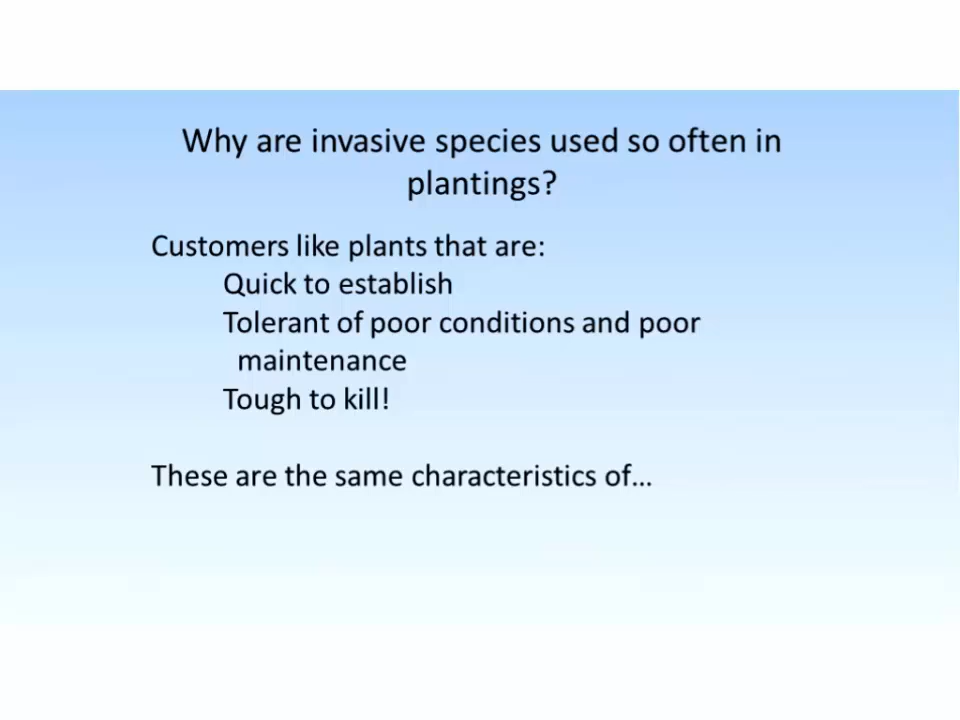 Why are invasive species used so often in
plantings?
Customers like plants that are:
Quick to establish
Tolerant of poor conditions and poor
maintenance
Tough to kill!
These are the same characteristics of…